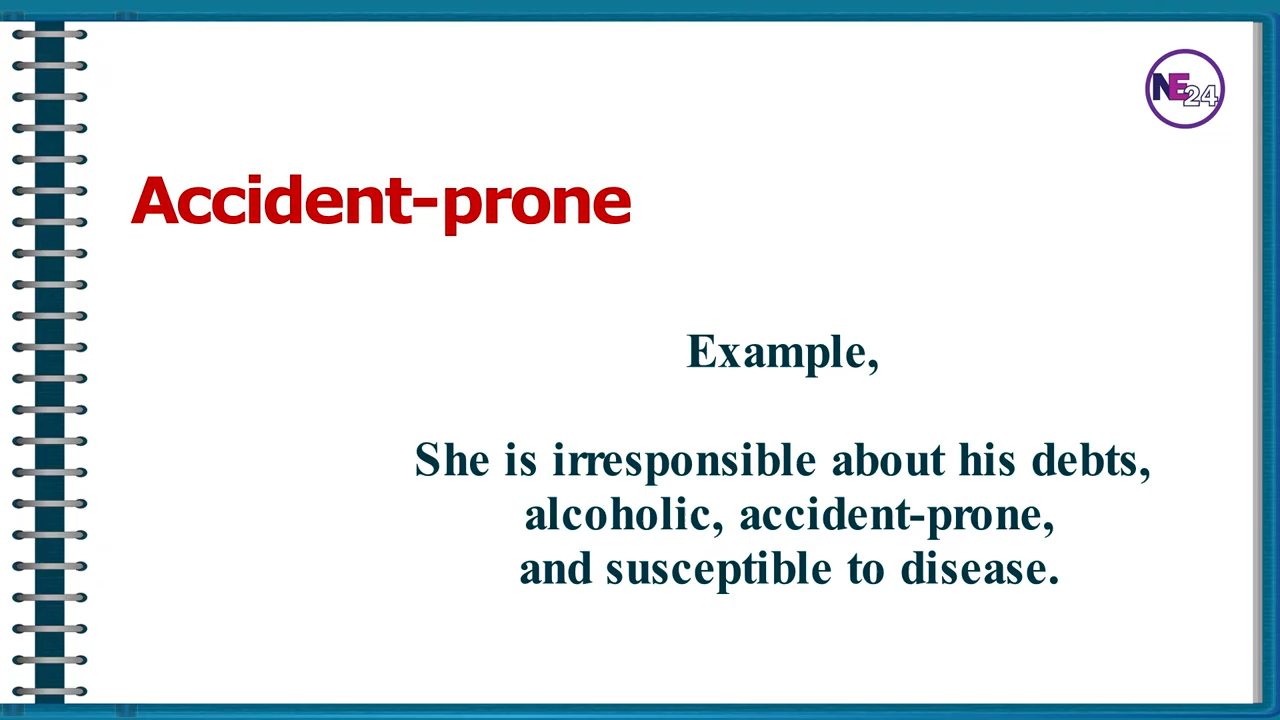 NE24
Accident-prone
Example,
She is irresponsible about his debts,
alcoholic, accident-prone,
and susceptible to disease.